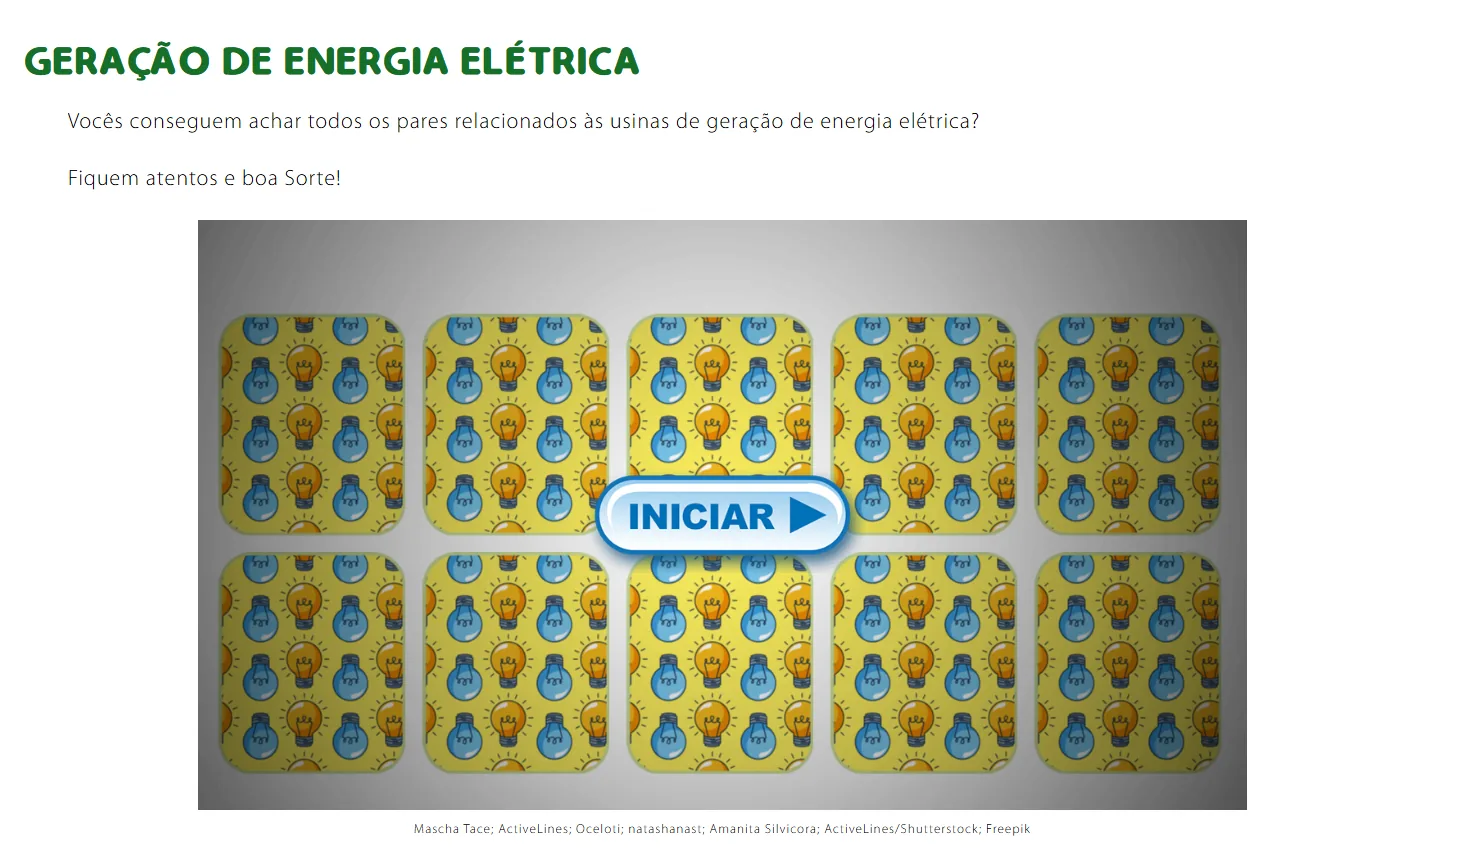 GERAÇÃO DE ENERGIA ELÉTRICA
Vocês conseguem achar todos os pares relacionados às usinas de geração de energia elétrica?
Fiquem atentos e boa Sorte!
INICIAR
Mascha Tace; ActiveLines; Oceloti; natashanast; Amanita Silvicora; ActiveLines/Shutterstock; Freepik